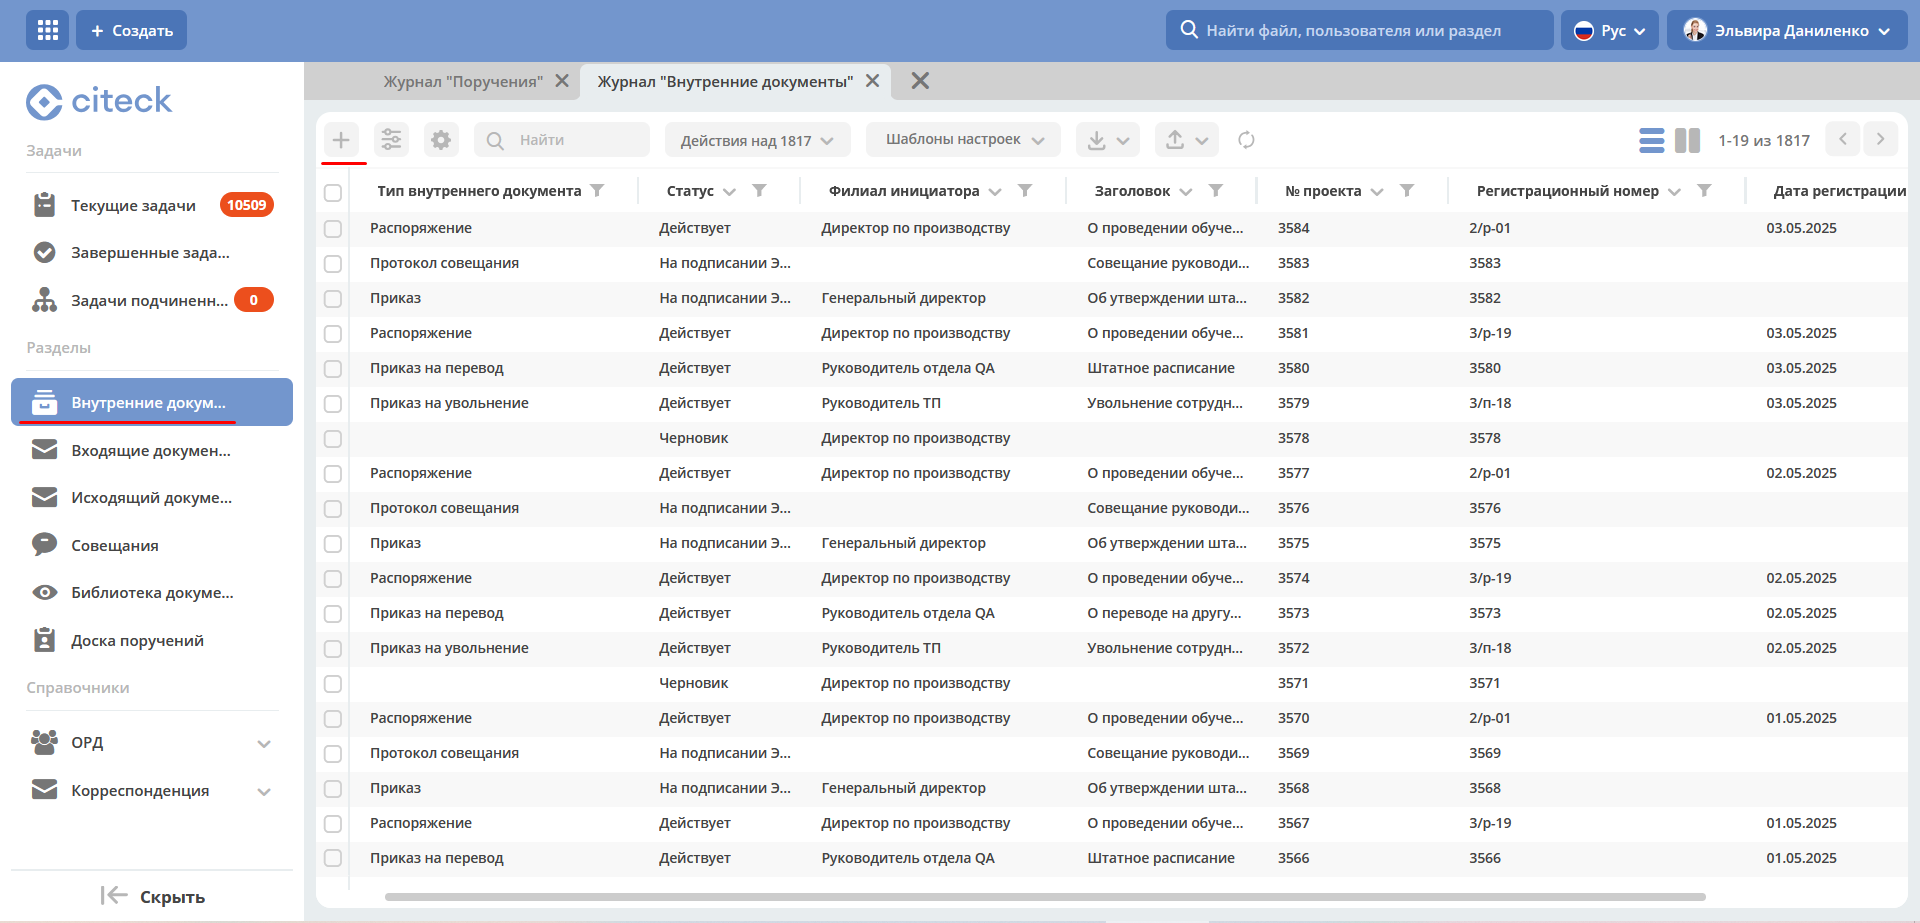 + Создать
Найти файл, пользователя или раздел
Рус
Эльвира Даниленко
citeck
Журнал "Поручения"
Журнал "Внутренние документы"
Найти
Действия над 1817
Шаблоны настроек
1-19 из 1817
Задачи
Текущие задачи 10509
Завершенные зада...
Задачи подчиненн... 0
Разделы
Внутренние докум...
Входящие докумен...
Исходящий докуме...
Совещания
Библиотека докуме...
Доска поручений
Справочники
ОРД
Корреспонденция
Скрыть
Тип внутреннего документа Статус Филиал инициатора Заголовок № проекта Регистрационный номер Дата регистрации
Распоряжение Действует Директор по производству О проведении обуче... 3584 2/р-01 03.05.2025
Протокол совещания На подписании Э... Совещание руководи... 3583 3583
Приказ На подписании Э... Генеральный директор Об утверждении шта... 3582 3582
Распоряжение Действует Директор по производству О проведении обуче... 3581 3/р-19 03.05.2025
Приказ на перевод Действует Руководитель отдела QA Штатное расписание 3580 3580 03.05.2025
Приказ на увольнение Действует Руководитель ТП Увольнение сотрудн... 3579 3/п-18 03.05.2025
Черновик Директор по производству 3578 3578
Распоряжение Действует Директор по производству О проведении обуче... 3577 2/р-01 02.05.2025
Протокол совещания На подписании Э... Совещание руководи... 3576 3576
Приказ На подписании Э... Генеральный директор Об утверждении шта... 3575 3575
Распоряжение Действует Директор по производству О проведении обуче... 3574 3/р-19 02.05.2025
Приказ на перевод Действует Руководитель отдела QA О переводе на другу... 3573 3573 02.05.2025
Приказ на увольнение Действует Руководитель ТП Увольнение сотрудн... 3572 3/п-18 02.05.2025
Черновик Директор по производству 3571 3571
Распоряжение Действует Директор по производству О проведении обуче... 3570 2/р-01 01.05.2025
Протокол совещания На подписании Э... Совещание руководи... 3569 3569
Приказ На подписании Э... Генеральный директор Об утверждении шта... 3568 3568
Распоряжение Действует Директор по производству О проведении обуче... 3567 3/р-19 01.05.2025
Приказ на перевод Действует Руководитель отдела QA Штатное расписание 3566 3566 01.05.2025